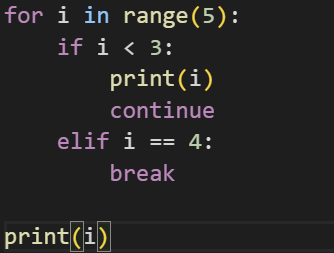 for i in range(5):
    if i < 3:
        print(i)
        continue
    elif i == 4:
        break

print(i)